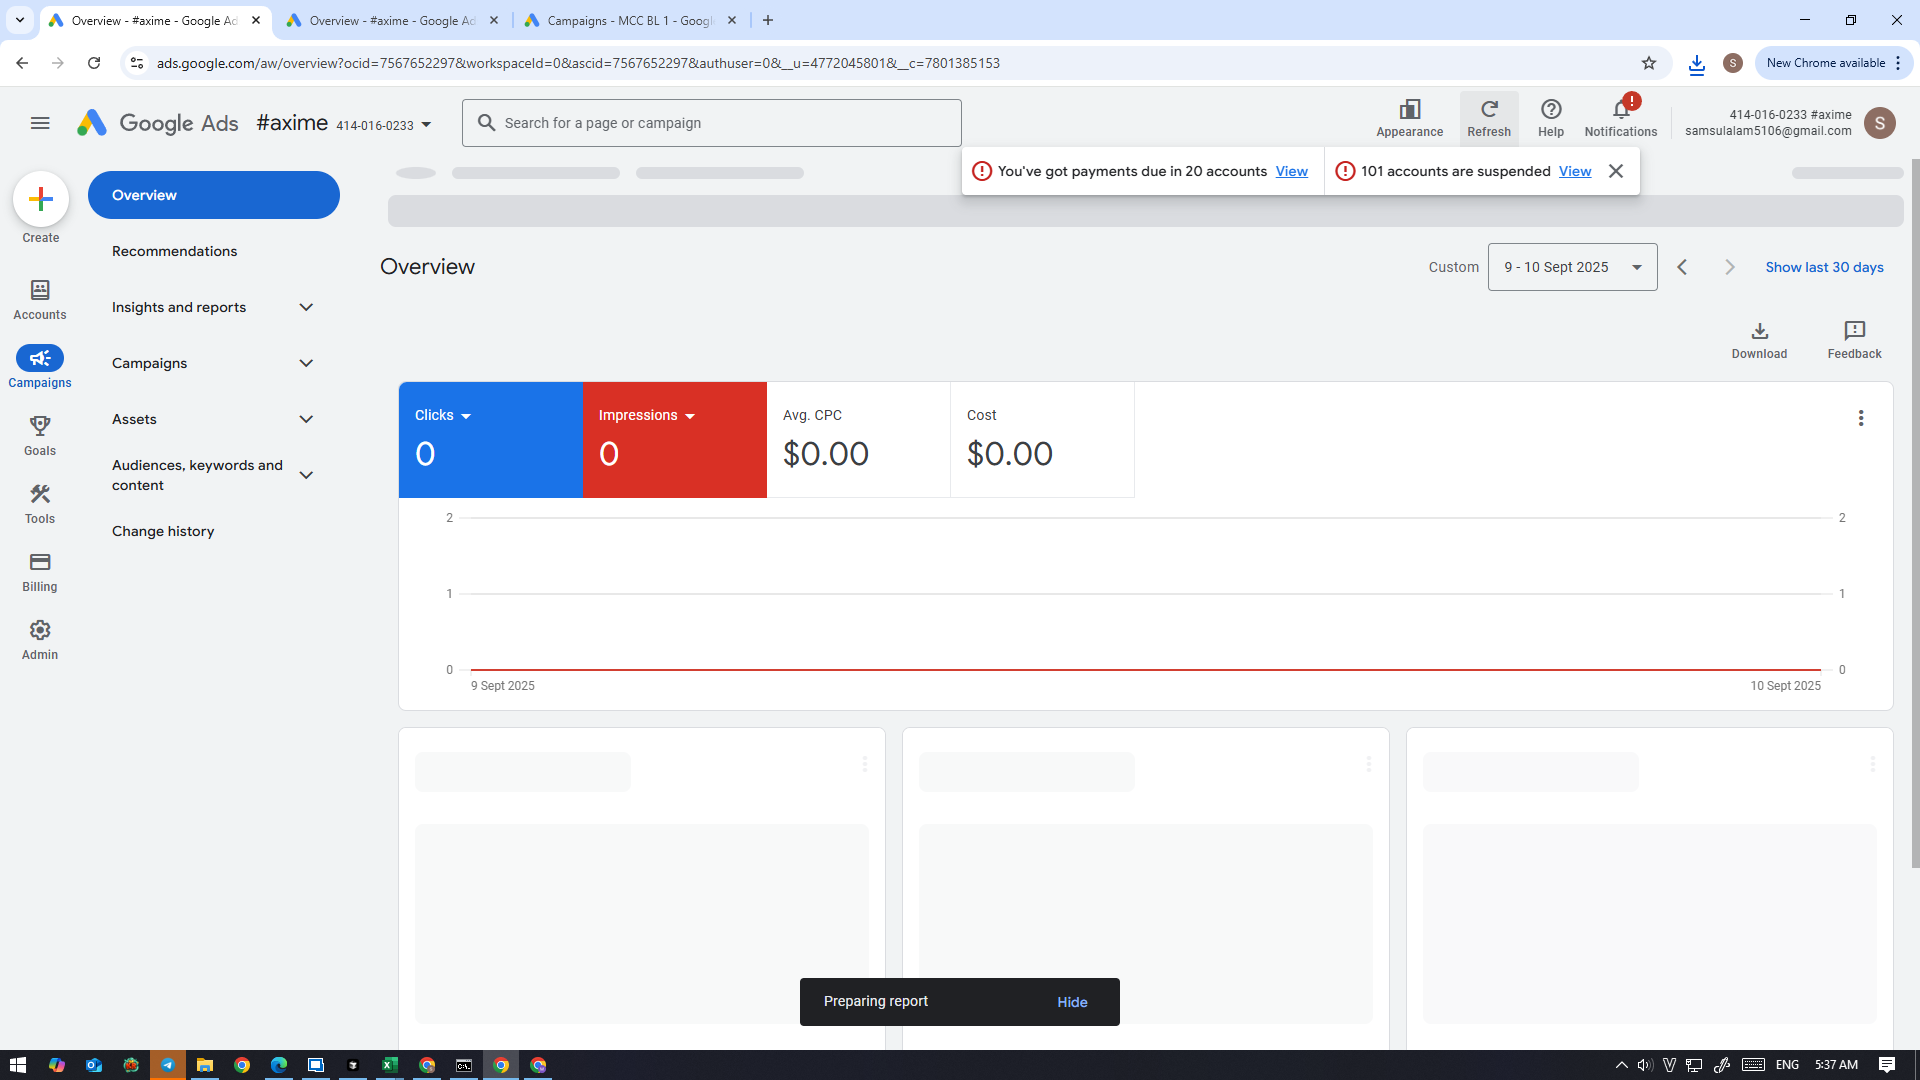 Overview - #axime - Google Ad
Overview - #axime - Google Ad
Campaigns - MCC BL 1 - Googl
ads.google.com/aw/overview?ocid=7567652297&workspaceId=0&ascid=7567652297&authuser=0&__u=4772045801&__c=7801385153
S
New Chrome available
Google Ads
#axime 414-016-0233
Search for a page or campaign
Appearance
Refresh
Help
Notifications
414-016-0233 #axime
samsulalam5106@gmail.com
S
You've got payments due in 20 accounts View
101 accounts are suspended View
Create
Accounts
Campaigns
Goals
Tools
Billing
Admin
Overview
Recommendations
Insights and reports
Campaigns
Assets
Audiences, keywords and
content
Change history
Overview
Custom
9 - 10 Sept 2025
Show last 30 days
Download
Feedback
Clicks
0
Impressions
0
Avg. CPC
$0.00
Cost
$0.00
2
2
1
1
0
0
9 Sept 2025
10 Sept 2025
Preparing report
Hide
ENG
5:37 AM